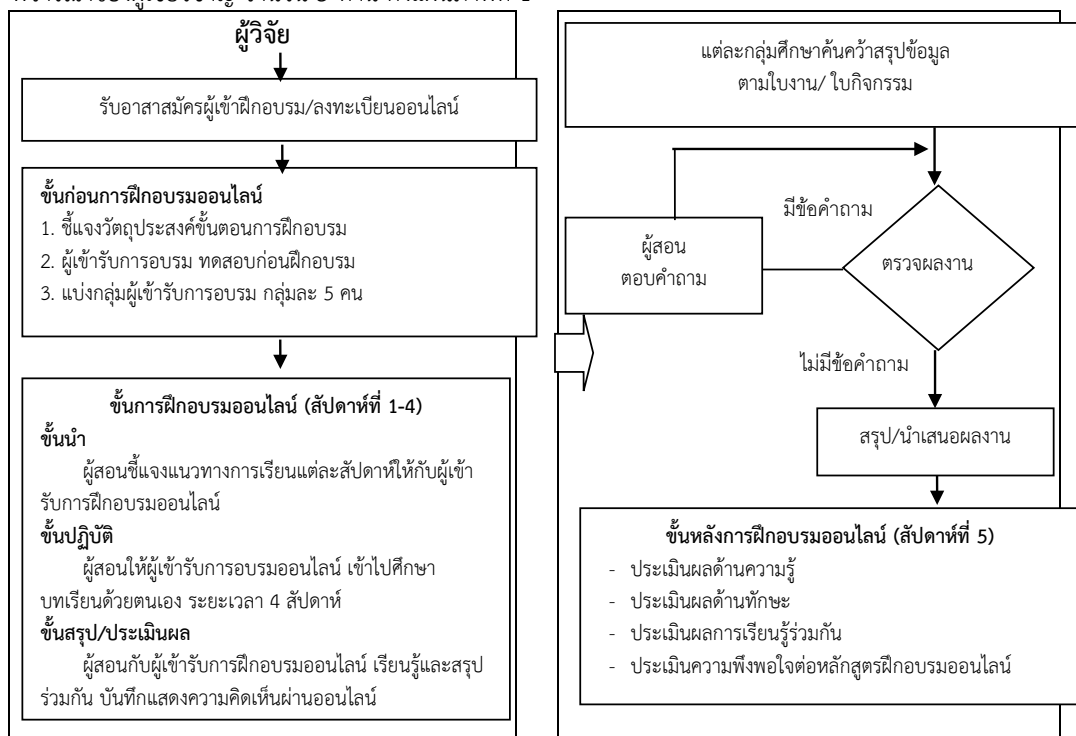 ผู้วิจัย
รับอาสาสมัครผู้เข้าฝึกอบรม/ลงทะเบียนออนไลน์
ขั้นก่อนการฝึกอบรมออนไลน์
1. ชี้แจงวัตถุประสงค์ขั้นตอนการฝึกอบรม
2. ผู้เข้ารับการอบรม ทดสอบก่อนฝึกอบรม
3. แบ่งกลุ่มผู้เข้ารับการอบรม กลุ่มละ 5 คน
ขั้นการฝึกอบรมออนไลน์ (สัปดาห์ที่ 1-4)
ขั้นนำ
ผู้สอนชี้แจงแนวทางการเรียนแต่ละสัปดาห์ให้กับผู้เข้า
รับการฝึกอบรมออนไลน์
ขั้นปฏิบัติ
ผู้สอนให้ผู้เข้ารับการอบรมออนไลน์ เข้าไปศึกษา
บทเรียนด้วยตนเอง ระยะเวลา 4 สัปดาห์
ขั้นสรุป/ประเมินผล
ผู้สอนกับผู้เข้ารับการฝึกอบรมออนไลน์ เรียนรู้และสรุป
ร่วมกัน บันทึกแสดงความคิดเห็นผ่านออนไลน์
แต่ละกลุ่มศึกษาค้นคว้าสรุปข้อมูล
ตามใบงาน/ ใบกิจกรรม
มีข้อคำถาม
ผู้สอน
ตอบคำถาม
ตรวจผลงาน
ไม่มีข้อคำถาม
สรุป/นำเสนอผลงาน
ขั้นหลังการฝึกอบรมออนไลน์ (สัปดาห์ที่ 5)
- ประเมินผลด้านความรู้
- ประเมินผลด้านทักษะ
- ประเมินผลการเรียนรู้ร่วมกัน
- ประเมินความพึงพอใจต่อหลักสูตรฝึกอบรมออนไลน์